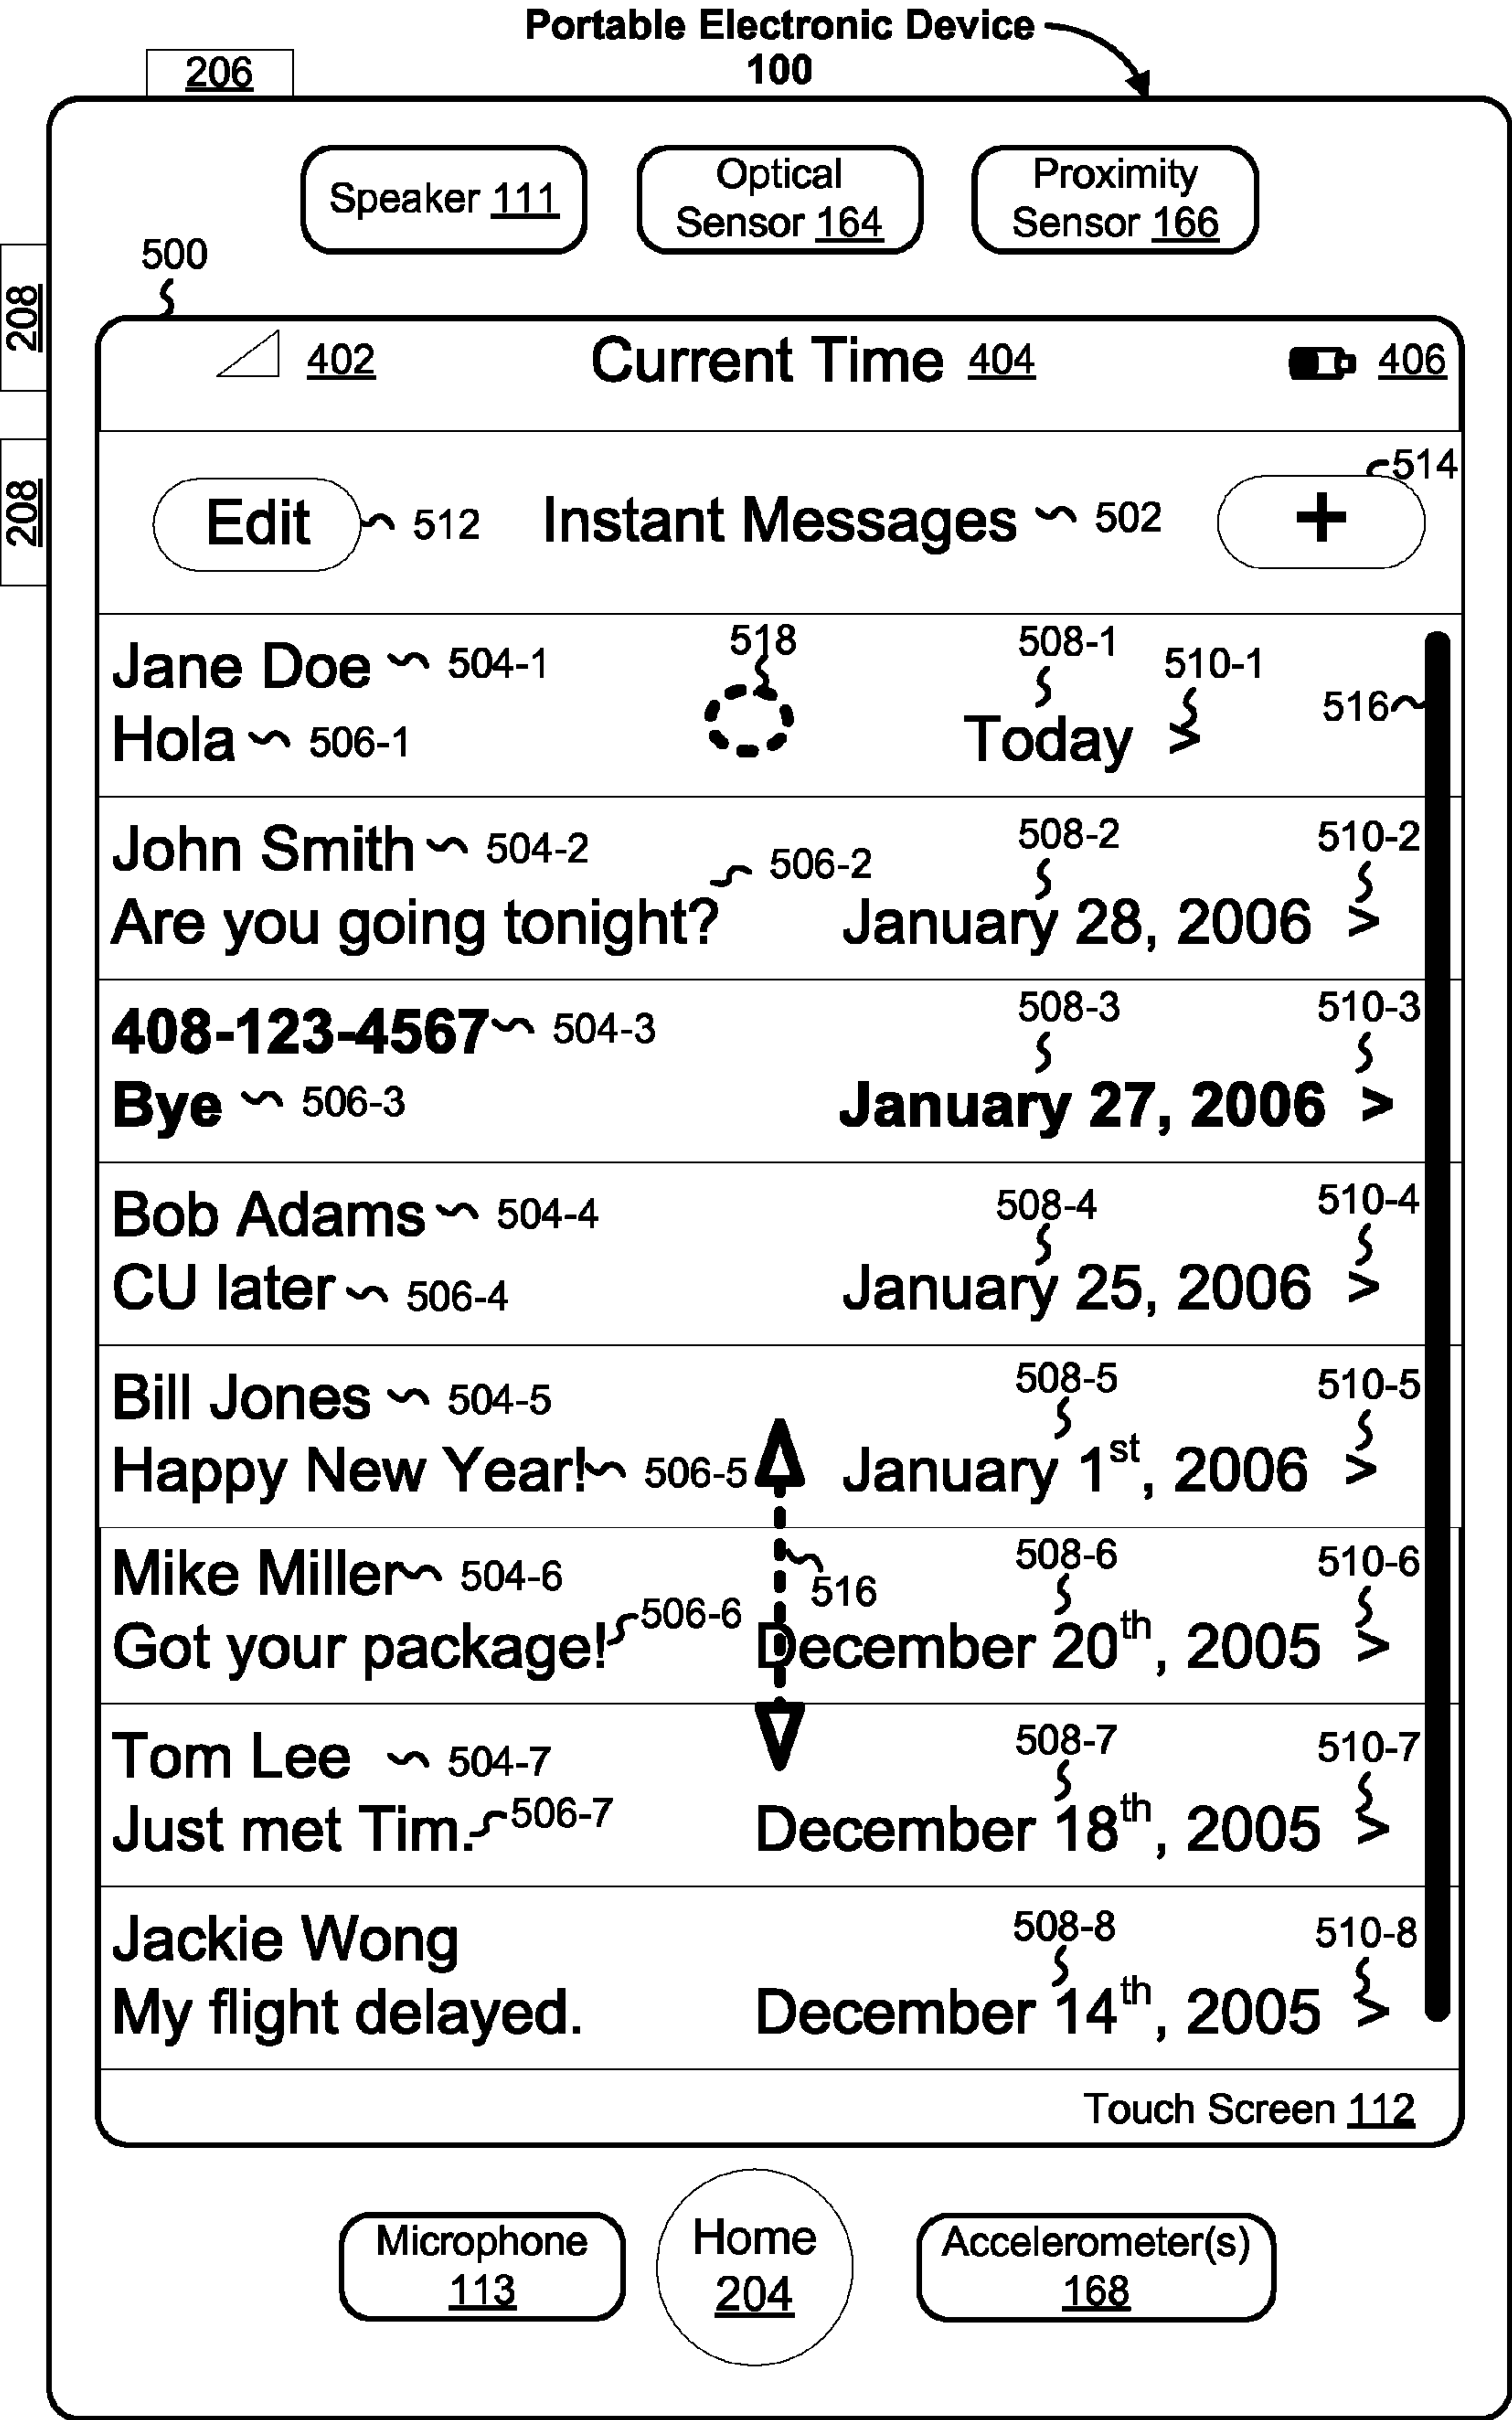 Portable Electronic Device
100
206
Speaker 111
Optical
Sensor 164
Proximity
Sensor 166
208
208
500
402
Current Time 404
406
514
Edit 512 Instant Messages 502 +
Jane Doe 504-1 518 508-1 510-1
516
Hola 506-1 Today >
John Smith 504-2 506-2 508-2 510-2
Are you going tonight? January 28, 2006 >
408-123-4567 504-3 508-3 510-3
Bye 506-3 January 27, 2006 >
Bob Adams 504-4 508-4 510-4
CU later 506-4 January 25, 2006 >
Bill Jones 504-5 508-5 510-5
Happy New Year! 506-5 January 1st, 2006 >
Mike Miller 504-6 516 508-6 510-6
Got your package! 506-6 December 20th, 2005 >
Tom Lee 504-7 508-7 510-7
Just met Tim. 506-7 December 18th, 2005 >
Jackie Wong 508-8 510-8
My flight delayed. December 14th, 2005 >
Touch Screen 112
Microphone
113
Home
204
Accelerometer(s)
168